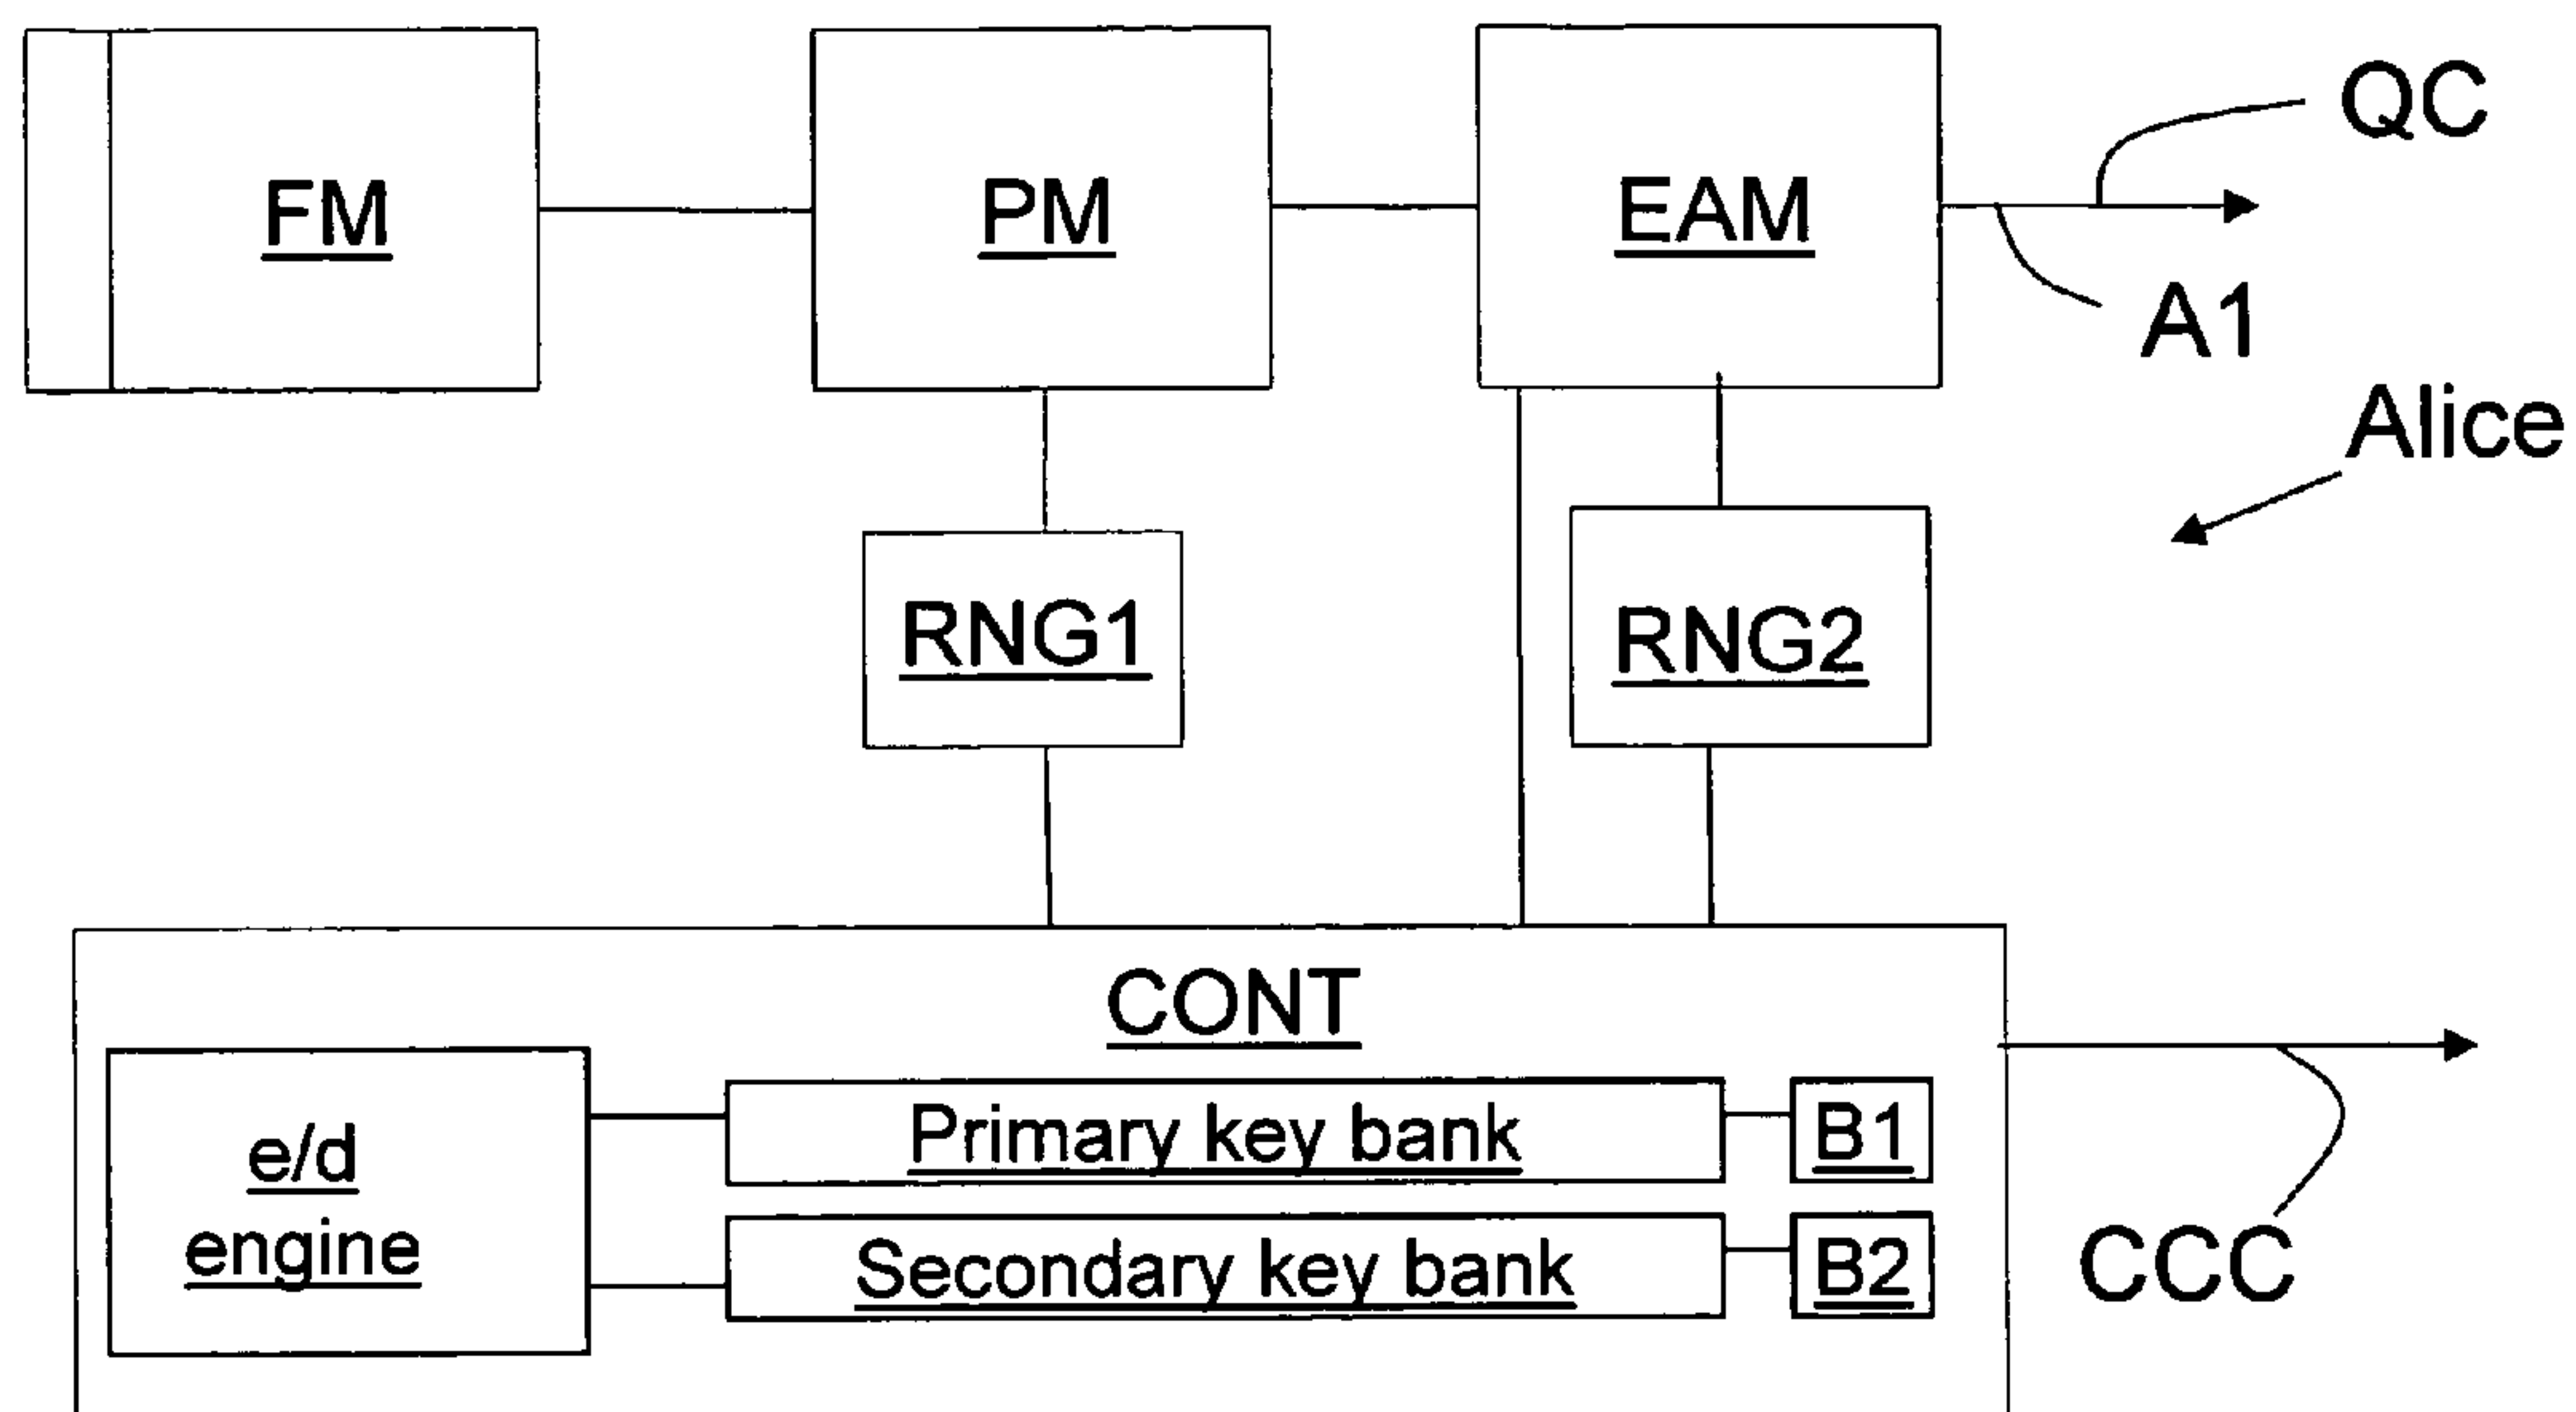 FM
PM
EAM
QC
A1
Alice
RNG1
RNG2
CONT
e/d
engine
Primary key bank
B1
Secondary key bank
B2
CCC